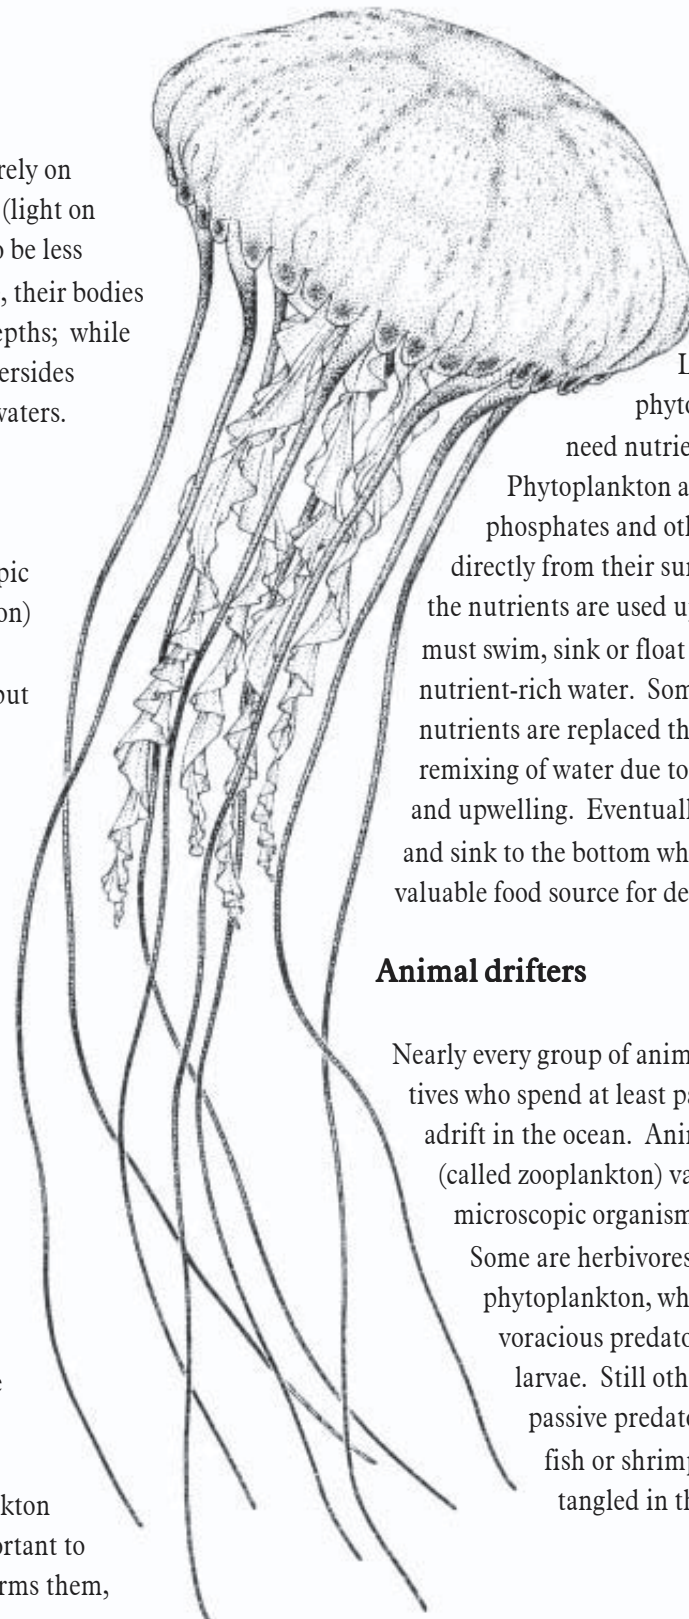 rely on
(light on
o be less
, their bodies
epths; while
ersides
waters.
pic
on)
out
e
kton
ortant to
rms them,
L
phyto
need nutrie
Phytoplankton a
phosphates and oth
directly from their sur
the nutrients are used u
must swim, sink or float
nutrient-rich water. Som
nutrients are replaced th
remixing of water due to
and upwelling. Eventuall
and sink to the bottom wh
valuable food source for de
Animal drifters
Nearly every group of anim
tives who spend at least pa
adrift in the ocean. Ani
(called zooplankton) va
microscopic organism
Some are herbivores
phytoplankton, wh
voracious predato
larvae. Still oth
passive predato
fish or shrimp
tangled in th